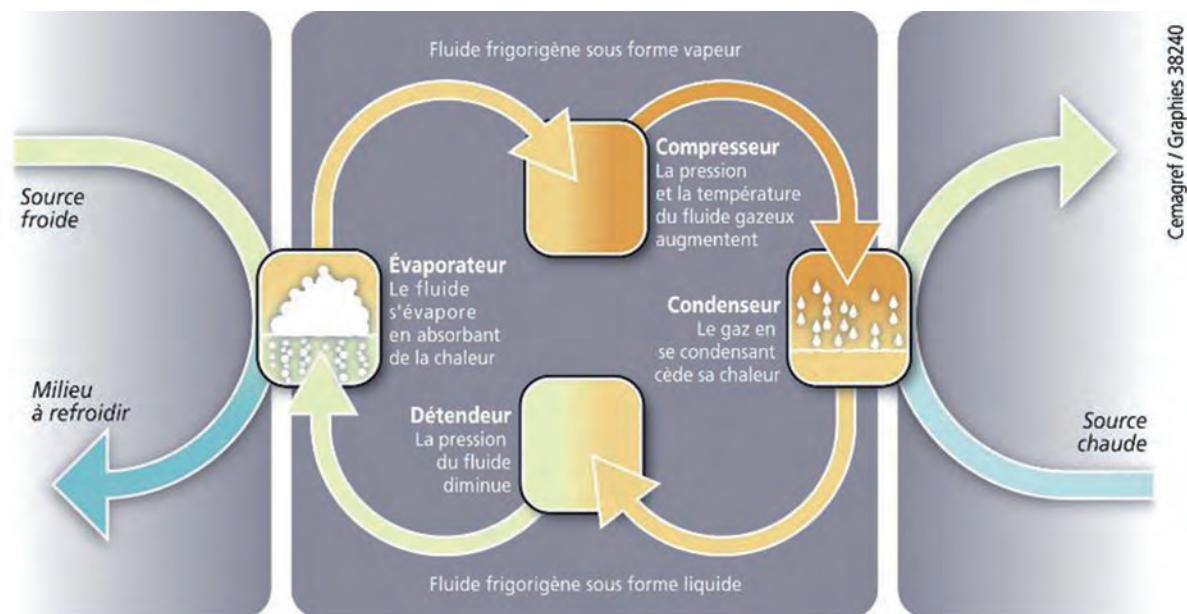 Fluide frigorigène sous forme vapeur
Cemagref / Graphies 38240
Source
froide
Compresseur
La pression
et la température
du fluide gazeux
augmentent
Évaporateur
Le fluide
s'évapore
en absorbant
de la chaleur
Condenseur
Le gaz en
se condensant
cède sa chaleur
Milieu
à refroidir
Détendeur
La pression
du fluide
diminue
Source
chaude
Fluide frigorigène sous forme liquide